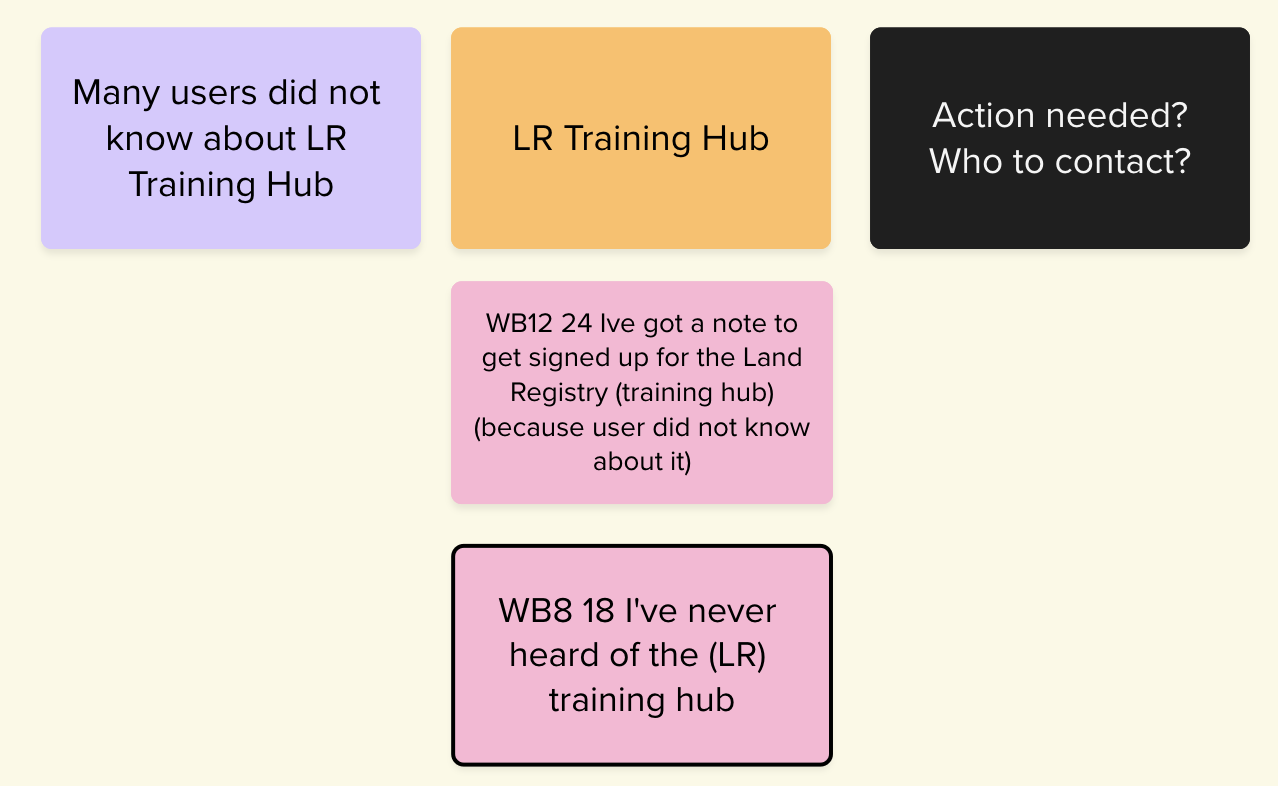 Many users did not
know about LR
Training Hub
LR Training Hub
Action needed?
Who to contact?
WB12 24 Ive got a note to
get signed up for the Land
Registry (training hub)
(because user did not know
about it)
WB8 18 I've never
heard of the (LR)
training hub